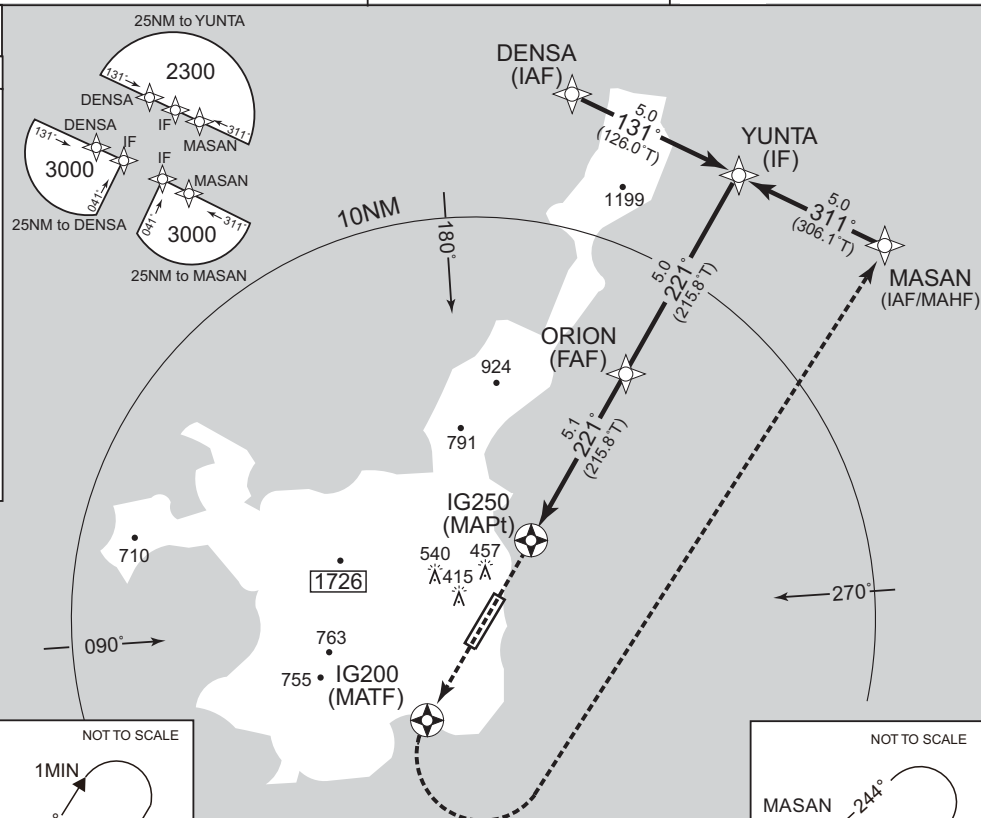 25NM to YUNTA
2300
131°
DENSA
IF
MASAN
311°
131°
DENSA
IF
3000
041°
25NM to DENSA
IF
MASAN
041°
311°
3000
25NM to MASAN
DENSA
(IAF)
5.0
131°
(126.0°T)
YUNTA
(IF)
5.0
311°
(306.1°T)
MASAN
(IAF/MAHF)
1199
10NM
180°
5.0
221°
(215.8°T)
ORION
(FAF)
924
791
5.1
221°
(215.8°T)
IG250
(MAPt)
540
457
415
710
1726
270°
090°
763
755
IG200
(MATF)
NOT TO SCALE
1MIN
NOT TO SCALE
MASAN
244°